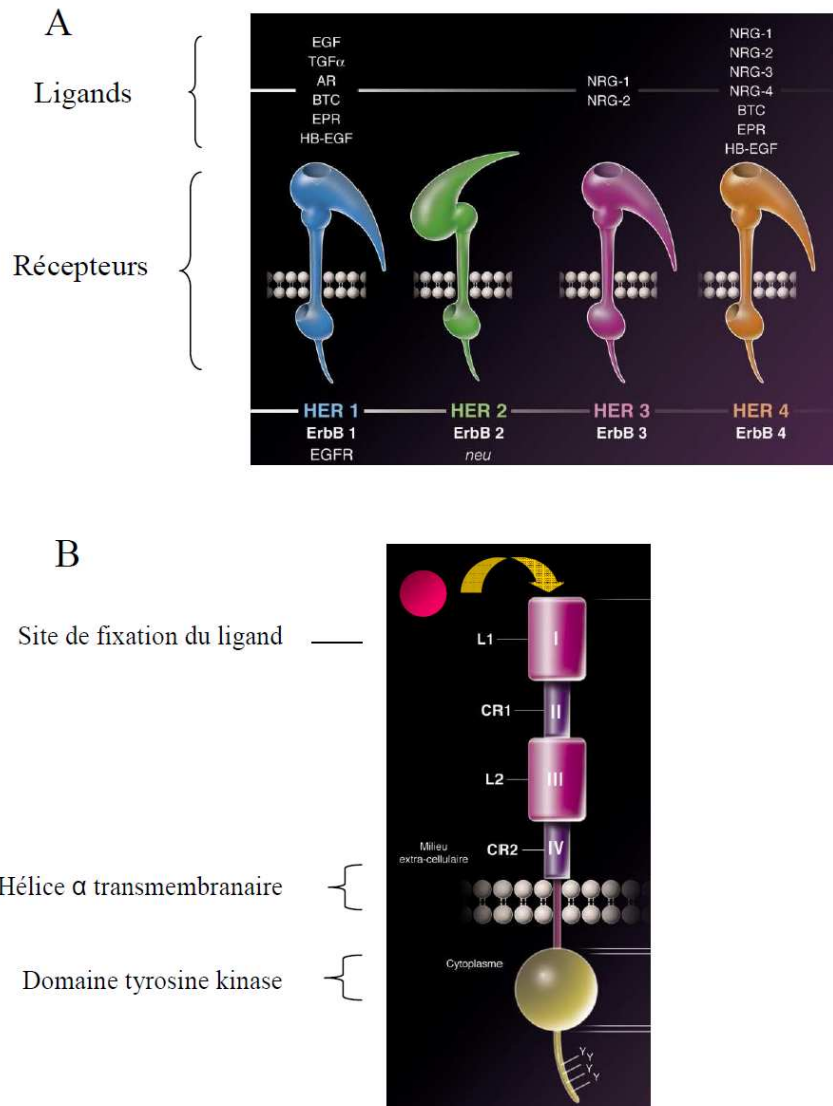 A
Ligands
EGF
TGFα
AR
BTC
EPR
HB-EGF
NRG-1
NRG-2
NRG-1
NRG-2
NRG-3
NRG-4
BTC
EPR
HB-EGF
Récepteurs
HER 1
ErbB 1
EGFR
HER 2
ErbB 2
neu
HER 3
ErbB 3
HER 4
ErbB 4
B
Site de fixation du ligand
L1
I
CR1
II
L2
III
CR2
IV
Milieu
extra-cellulaire
Hélice α transmembranaire
Domaine tyrosine kinase
Cytoplasme
Y
Y
Y
Y
Y